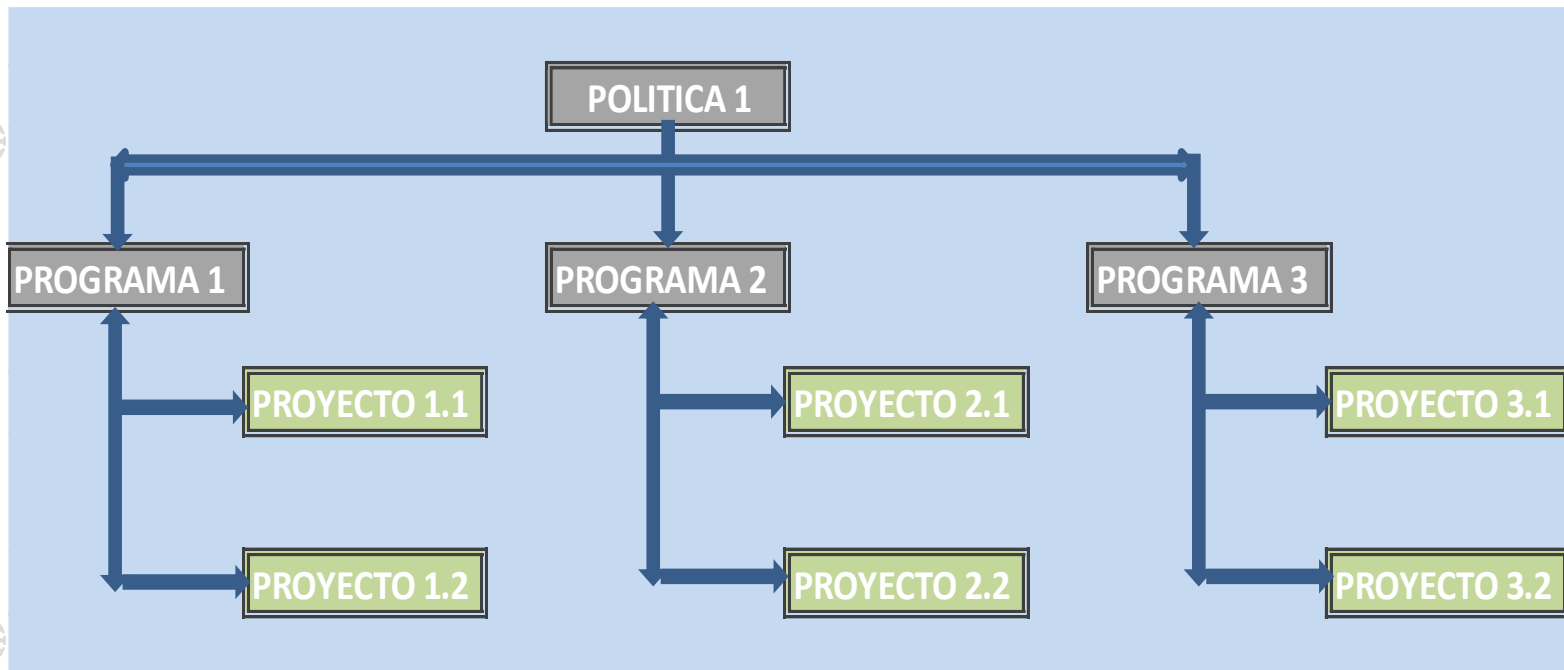 POLITICA 1
PROGRAMA 1
PROGRAMA 2
PROGRAMA 3
PROYECTO 1.1
PROYECTO 2.1
PROYECTO 3.1
PROYECTO 1.2
PROYECTO 2.2
PROYECTO 3.2